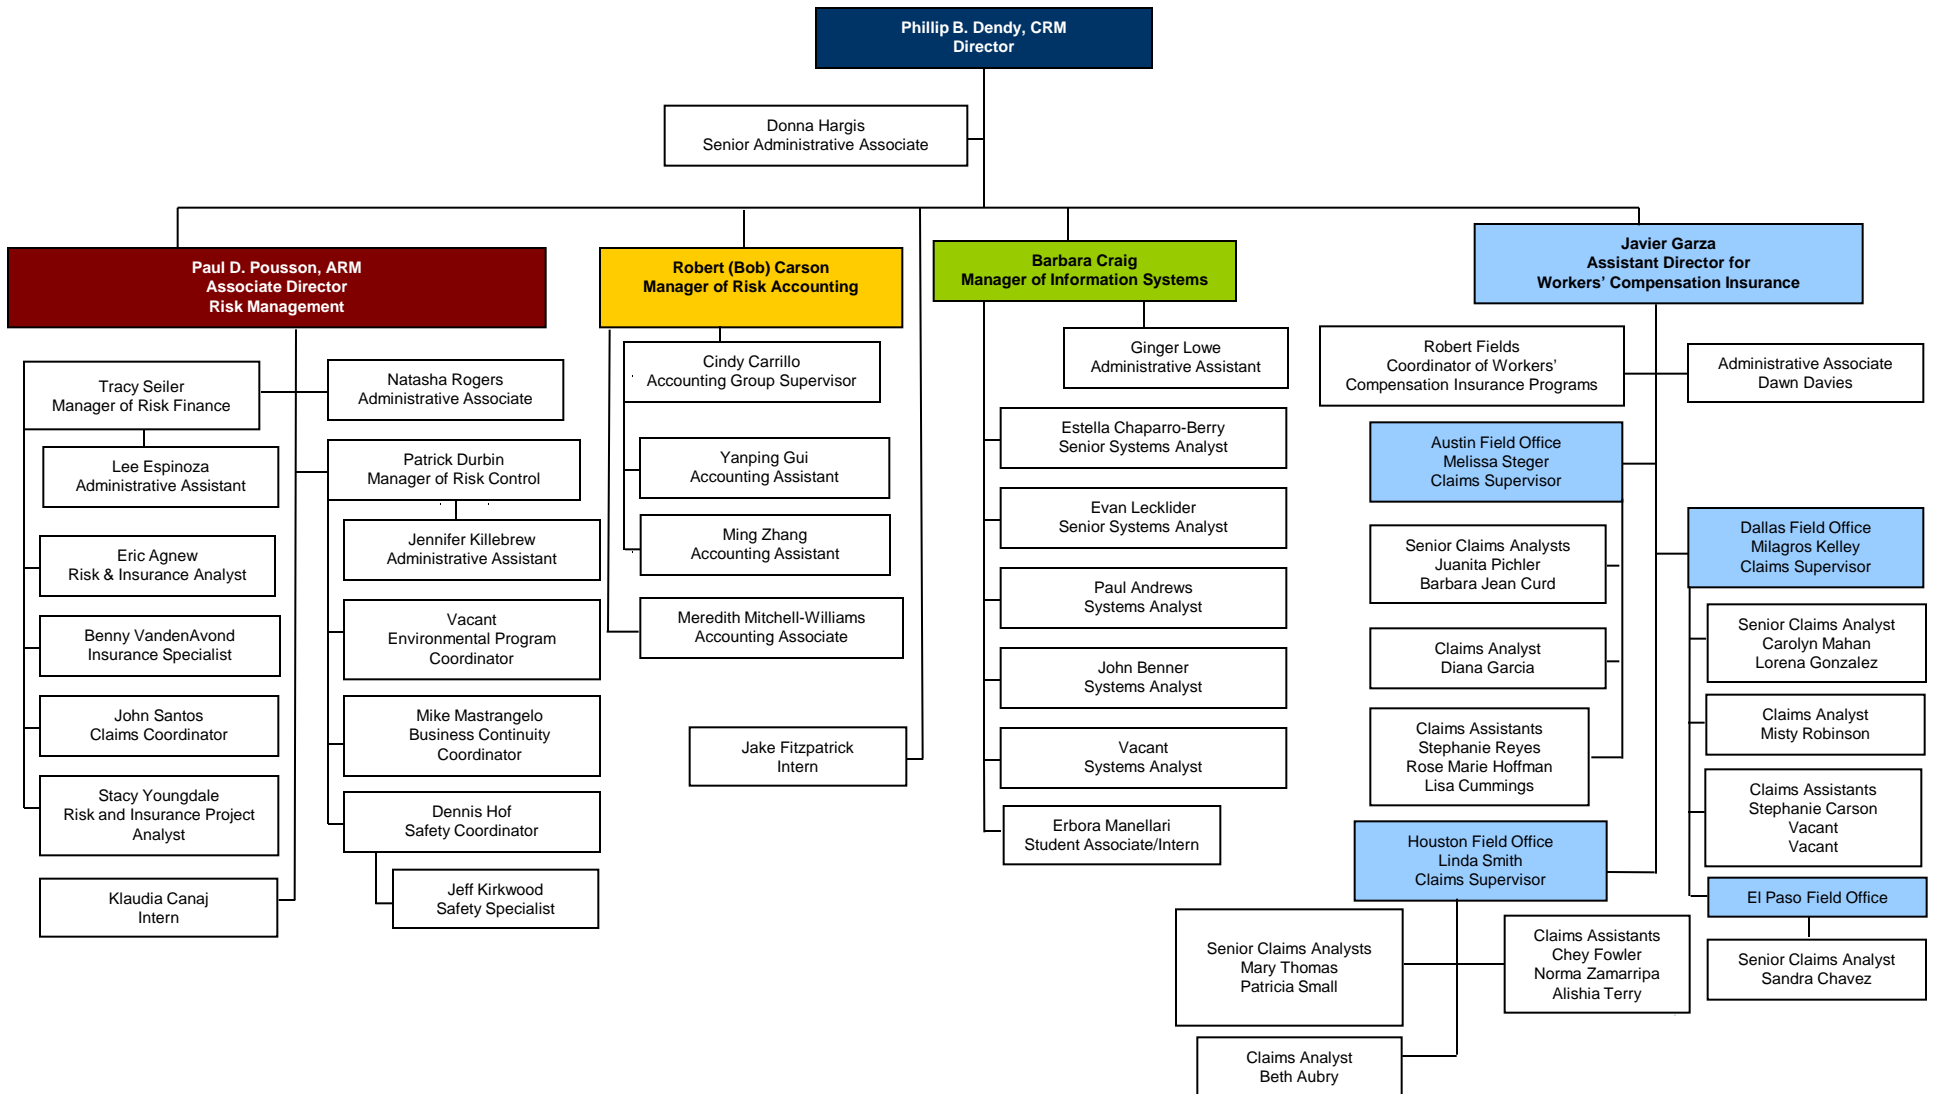 Phillip B. Dendy, CRM
Director
Donna Hargis
Senior Administrative Associate
Paul D. Pousson, ARM
Associate Director
Risk Management
Tracy Seiler
Manager of Risk Finance
Natasha Rogers
Administrative Associate
Lee Espinoza
Administrative Assistant
Patrick Durbin
Manager of Risk Control
Eric Agnew
Risk & Insurance Analyst
Jennifer Killebrew
Administrative Assistant
Benny VandenAvond
Insurance Specialist
Vacant
Environmental Program
Coordinator
John Santos
Claims Coordinator
Mike Mastrangelo
Business Continuity
Coordinator
Stacy Youngdale
Risk and Insurance Project
Analyst
Dennis Hof
Safety Coordinator
Klaudia Canaj
Intern
Jeff Kirkwood
Safety Specialist
Robert (Bob) Carson
Manager of Risk Accounting
Cindy Carrillo
Accounting Group Supervisor
Yanping Gui
Accounting Assistant
Ming Zhang
Accounting Assistant
Meredith Mitchell-Williams
Accounting Associate
Jake Fitzpatrick
Intern
Barbara Craig
Manager of Information Systems
Ginger Lowe
Administrative Assistant
Estella Chaparro-Berry
Senior Systems Analyst
Evan Lecklider
Senior Systems Analyst
Paul Andrews
Systems Analyst
John Benner
Systems Analyst
Vacant
Systems Analyst
Erbora Manellari
Student Associate/Intern
Javier Garza
Assistant Director for
Workers’ Compensation Insurance
Robert Fields
Coordinator of Workers’
Compensation Insurance Programs
Administrative Associate
Dawn Davies
Austin Field Office
Melissa Steger
Claims Supervisor
Senior Claims Analysts
Juanita Pichler
Barbara Jean Curd
Claims Analyst
Diana Garcia
Claims Assistants
Stephanie Reyes
Rose Marie Hoffman
Lisa Cummings
Dallas Field Office
Milagros Kelley
Claims Supervisor
Senior Claims Analyst
Carolyn Mahan
Lorena Gonzalez
Claims Analyst
Misty Robinson
Claims Assistants
Stephanie Carson
Vacant
Vacant
El Paso Field Office
Senior Claims Analyst
Sandra Chavez
Houston Field Office
Linda Smith
Claims Supervisor
Senior Claims Analysts
Mary Thomas
Patricia Small
Claims Assistants
Chey Fowler
Norma Zamarripa
Alishia Terry
Claims Analyst
Beth Aubry